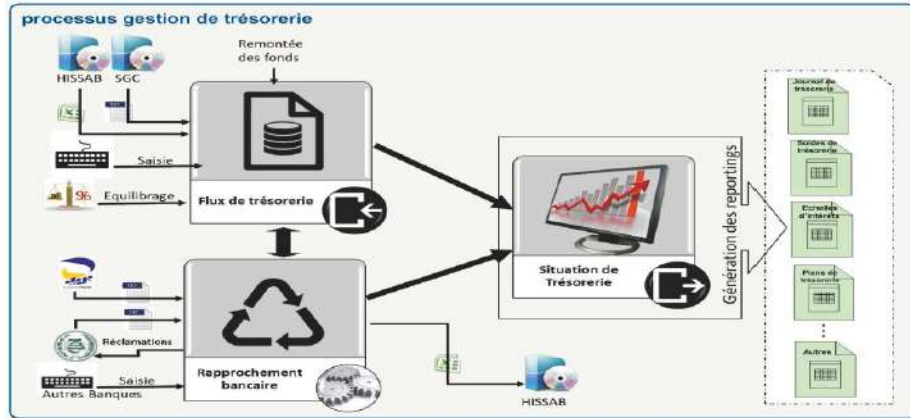 processus gestion de trésorerie
HISSAB
SGC
Remontée
des fonds
Saisie
%
Equilibrage
Flux de trésorerie
Réclamations
Saisie
Autres Banques
Rapprochement
bancaire
HISSAB
Situation de
Trésorerie
Génération des reportings
Journal de
trésorerie
Soldes de
trésorerie
Echelles
d'intérêts
Plans de
trésorerie
Autres